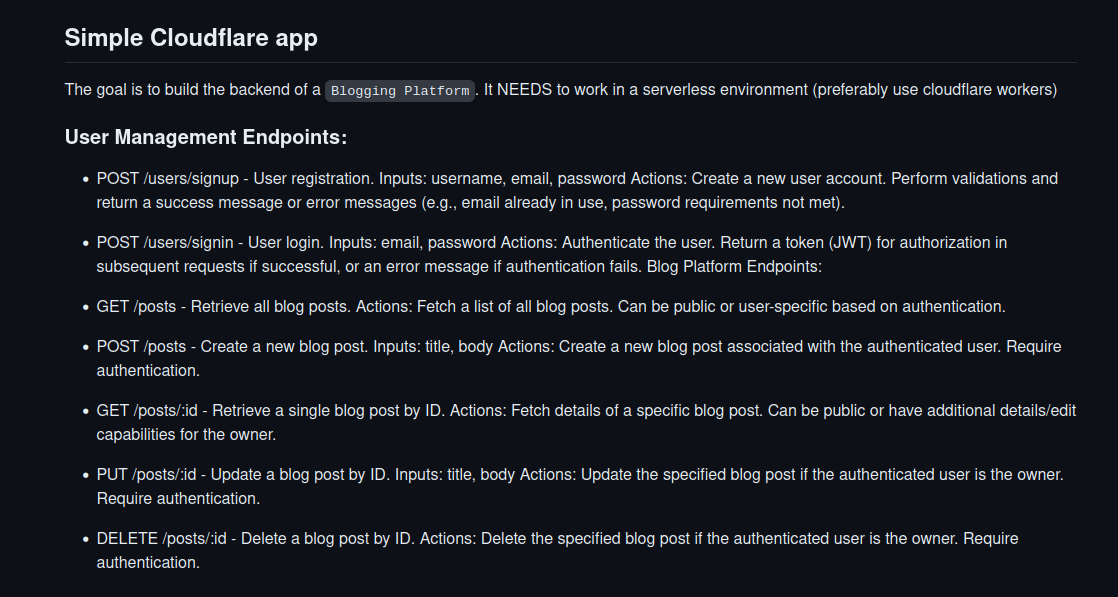 Simple Cloudflare app
The goal is to build the backend of a Blogging Platform. It NEEDS to work in a serverless environment (preferably use cloudflare workers)
User Management Endpoints:
• POST /users/signup - User registration. Inputs: username, email, password Actions: Create a new user account. Perform validations and
return a success message or error messages (e.g., email already in use, password requirements not met).
• POST /users/signin - User login. Inputs: email, password Actions: Authenticate the user. Return a token (JWT) for authorization in
subsequent requests if successful, or an error message if authentication fails. Blog Platform Endpoints:
• GET /posts - Retrieve all blog posts. Actions: Fetch a list of all blog posts. Can be public or user-specific based on authentication.
• POST /posts - Create a new blog post. Inputs: title, body Actions: Create a new blog post associated with the authenticated user. Require
authentication.
• GET /posts/:id - Retrieve a single blog post by ID. Actions: Fetch details of a specific blog post. Can be public or have additional details/edit
capabilities for the owner.
• PUT /posts/:id - Update a blog post by ID. Inputs: title, body Actions: Update the specified blog post if the authenticated user is the owner.
Require authentication.
• DELETE /posts/:id - Delete a blog post by ID. Actions: Delete the specified blog post if the authenticated user is the owner. Require
authentication.